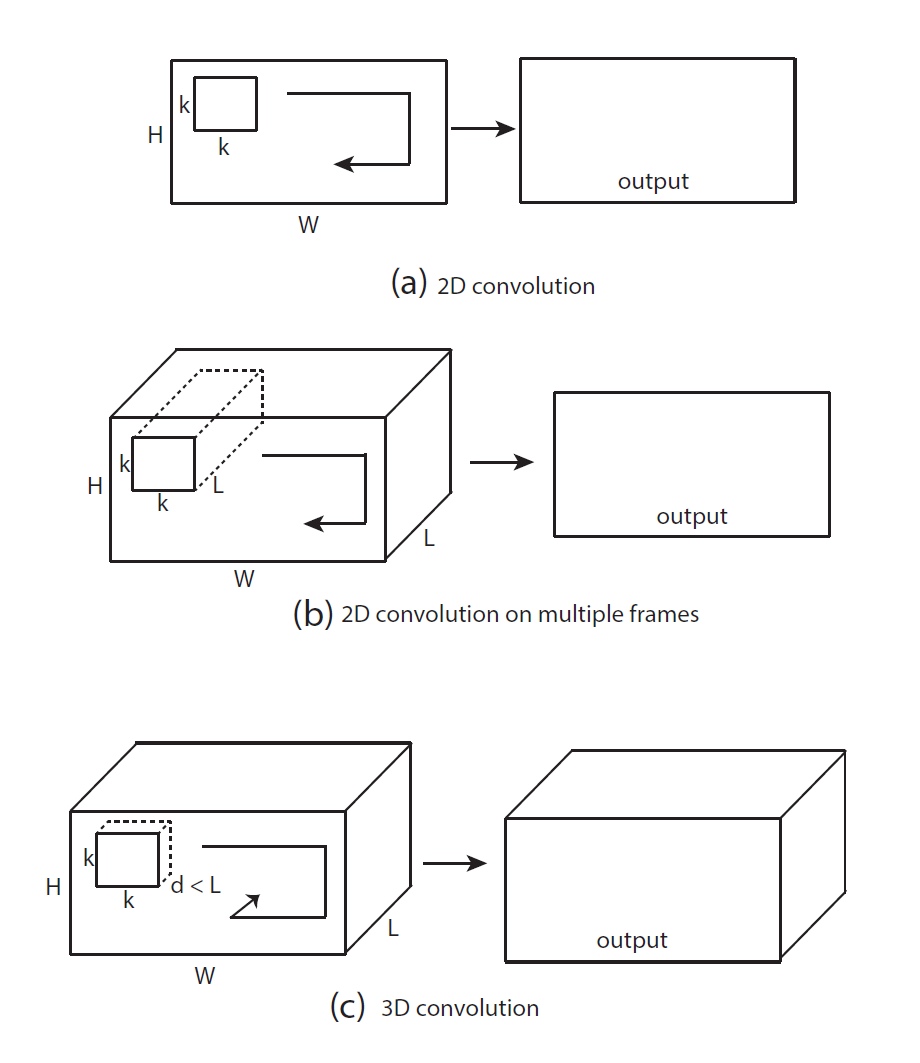 k
H
k
output
W
(a) 2D convolution
k
H
L
k
output
L
W
(b) 2D convolution on multiple frames
k
d < L
H
k
L
output
W
(c) 3D convolution